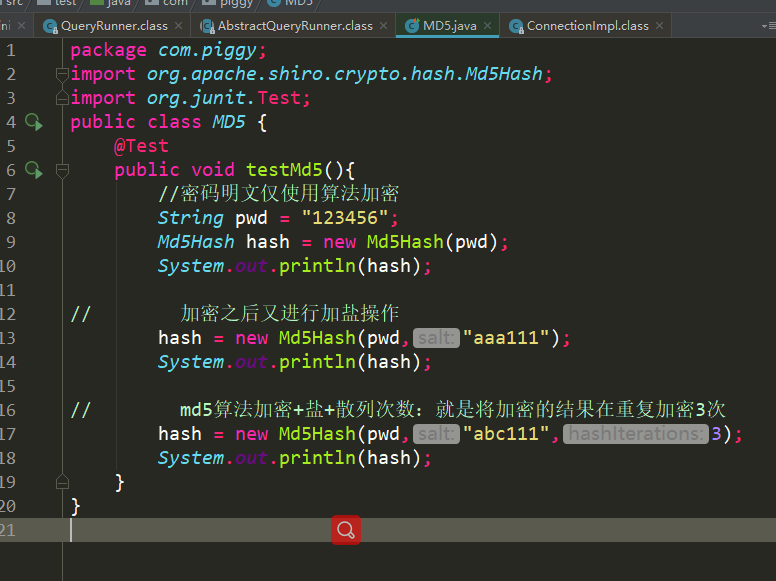 src test java com piggy MD5
ni × QueryRunner.class × AbstractQueryRunner.class × MD5.java × ConnectionImpl.class ×
1 package com.piggy;
2 import org.apache.shiro.crypto.hash.Md5Hash;
3 import org.junit.Test;
4 public class MD5 {
5 @Test
6 public void testMd5(){
7 //密码明文仅使用算法加密
8 String pwd = "123456";
9 Md5Hash hash = new Md5Hash(pwd);
10 System.out.println(hash);
11
12 // 加密之后又进行加盐操作
13 hash = new Md5Hash(pwd, salt: "aaa111");
14 System.out.println(hash);
15
16 // md5算法加密+盐+散列次数: 就是将加密的结果在重复加密3次
17 hash = new Md5Hash(pwd, salt: "abc111", hashIterations: 3);
18 System.out.println(hash);
19 }
20 }
21